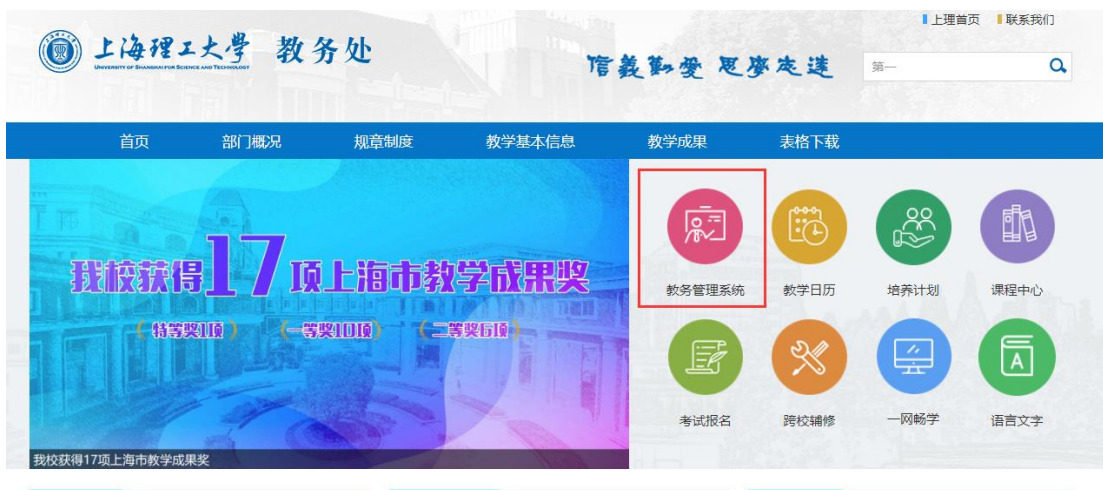 上理首页 联系我们
上海理工大学 教务处
UNIVERSITY OF SHANGHAI FOR SCIENCE AND TECHNOLOGY
信義勤愛 思學志遠
第一
首页 部门概况 规章制度 教学基本信息 教学成果 表格下载
我校获得17项上海市教学成果奖
(特等奖1项) (一等奖10项) (二等奖6项)
我校获得17项上海市教学成果奖
教务管理系统 教学日历 培养计划 课程中心
A
考试报名 跨校辅修 一网畅学 语言文字